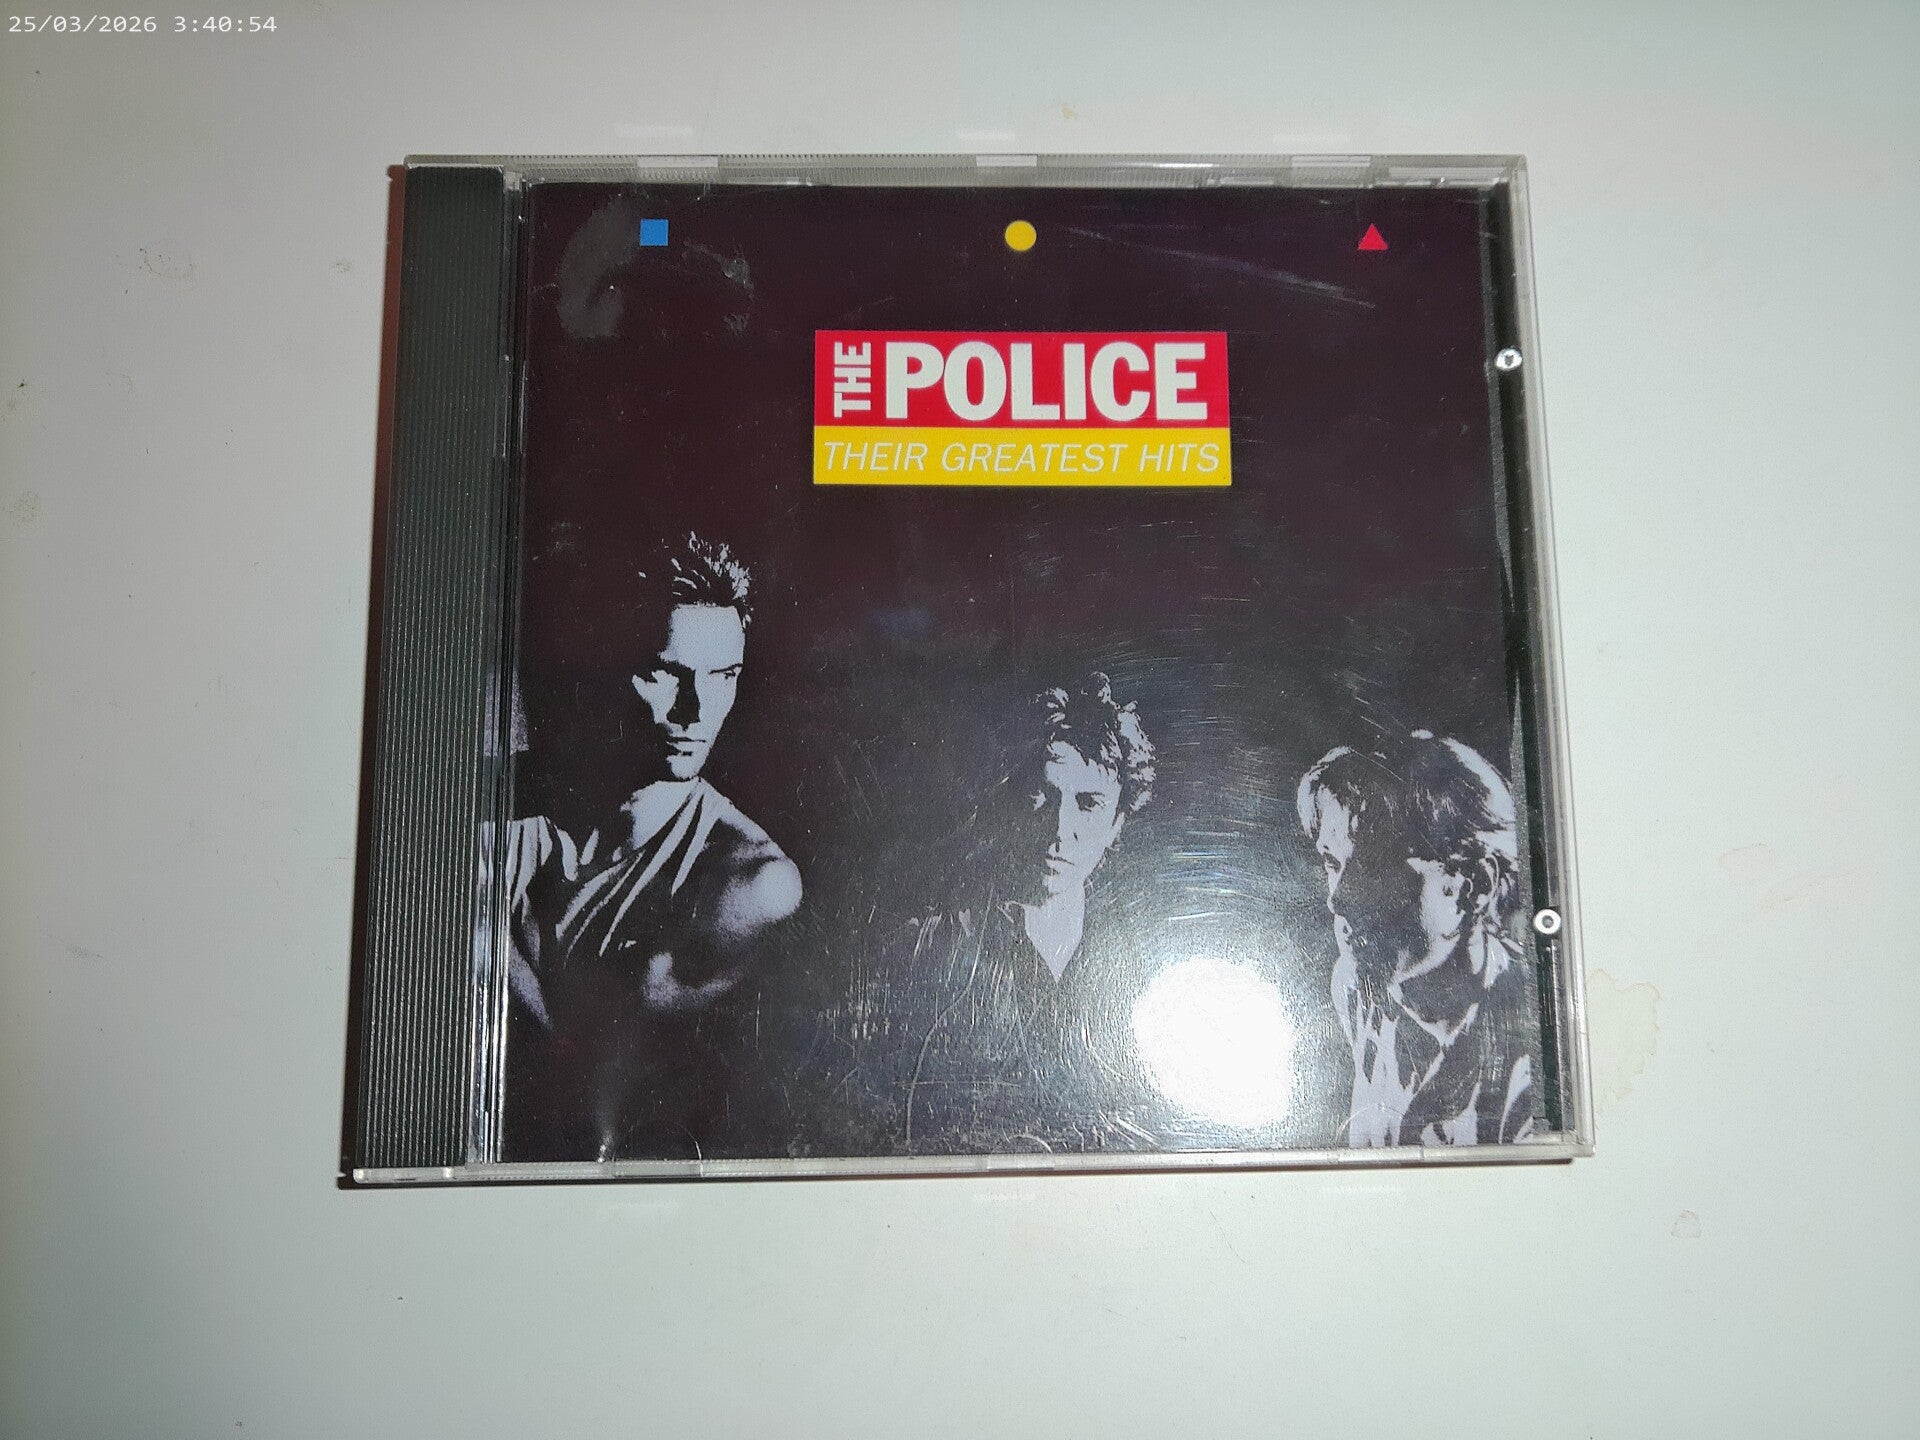 25/03/2026 3:40:54
THE POLICE
THEIR GREATEST HITS